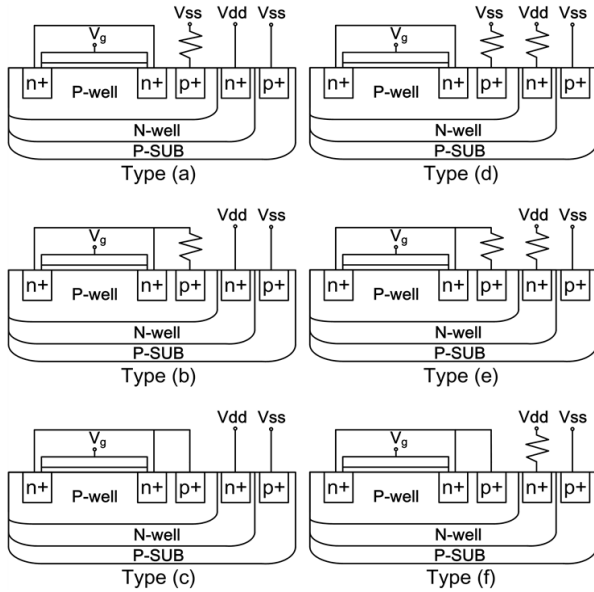 Vss Vdd Vss
Vg
n+ n+ p+ n+ p+
P-well
N-well
P-SUB
Type (a)
Vss Vdd Vss
Vg
n+ n+ p+ n+ p+
P-well
N-well
P-SUB
Type (d)
Vdd Vss
Vg
n+ n+ p+ n+ p+
P-well
N-well
P-SUB
Type (b)
Vdd Vss
Vg
n+ n+ p+ n+ p+
P-well
N-well
P-SUB
Type (e)
Vdd Vss
Vg
n+ n+ p+ n+ p+
P-well
N-well
P-SUB
Type (c)
Vdd Vss
Vg
n+ n+ p+ n+ p+
P-well
N-well
P-SUB
Type (f)